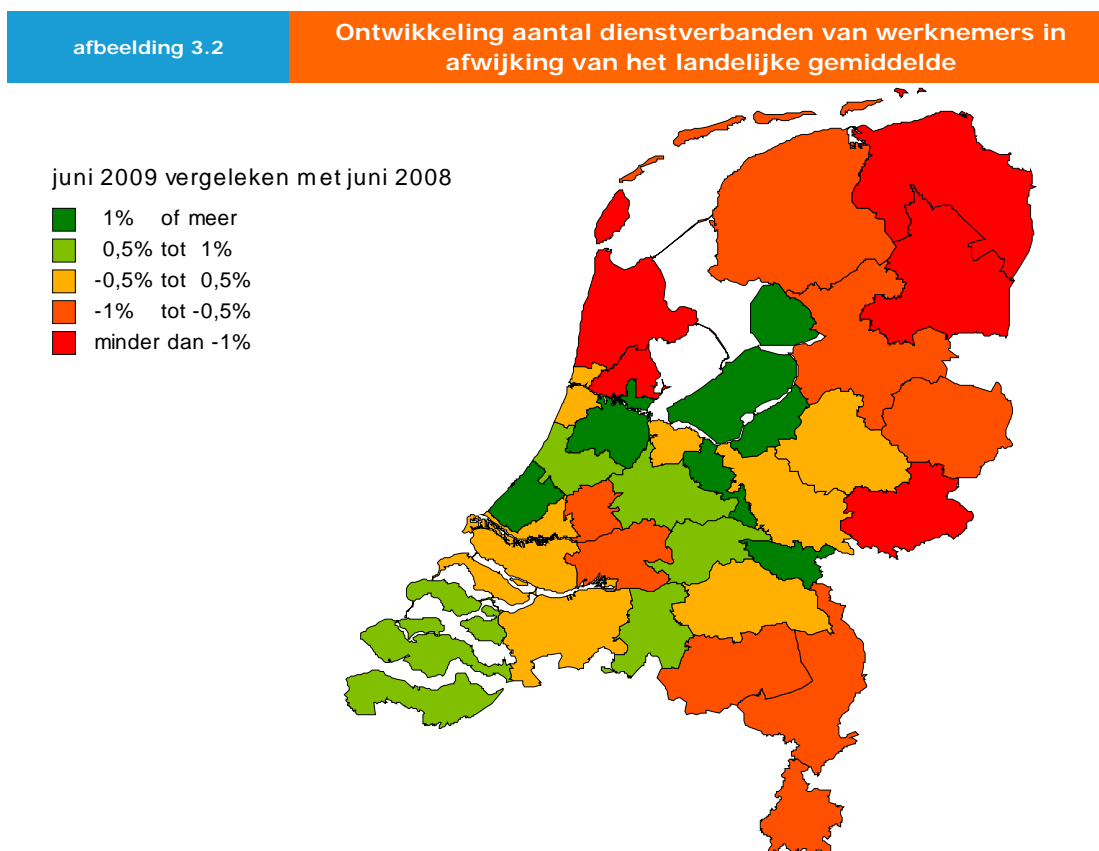 afbeelding 3.2
Ontwikkeling aantal dienstverbanden van werknemers in
afwijking van het landelijke gemiddelde
juni 2009 vergeleken met juni 2008
1% of meer
0,5% tot 1%
-0,5% tot 0,5%
-1% tot -0,5%
minder dan -1%